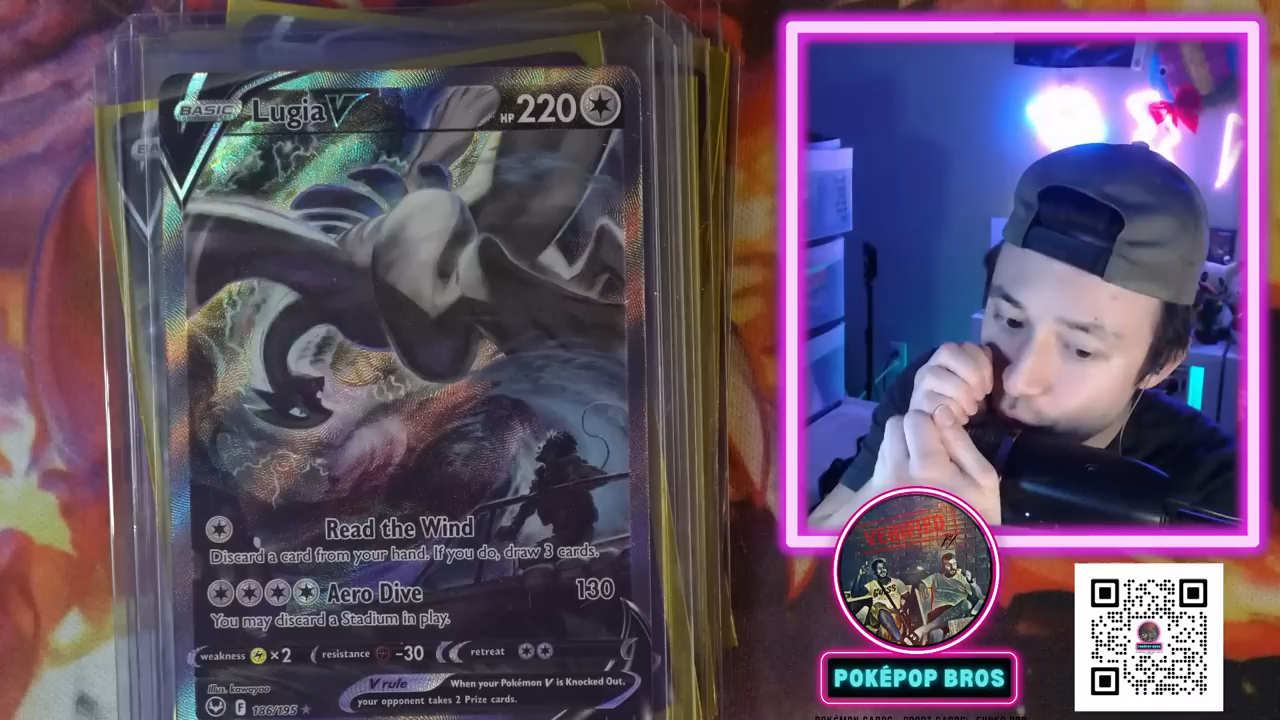 BASIC Lugia V HP 220
BA
Read the Wind
Discard a card from your hand. If you do, draw 3 cards.
Aero Dive 130
You may discard a Stadium in play.
weakness ×2 resistance -30 retreat
V rule When your Pokémon V is Knocked Out,
your opponent takes 2 Prize cards.
Illus. kawayoo
F 186/195
VERIFIED
GUESS
POKÉPOP BROS